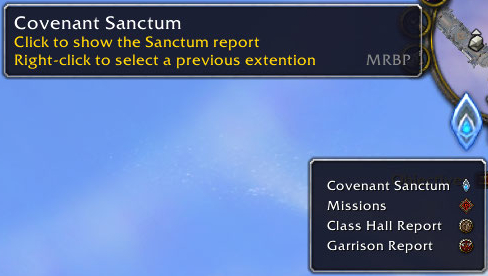 Covenant Sanctum
Click to show the Sanctum report
Right-click to select a previous extention MRBP
Covenant Sanctum
Missions
Class Hall Report
Garrison Report